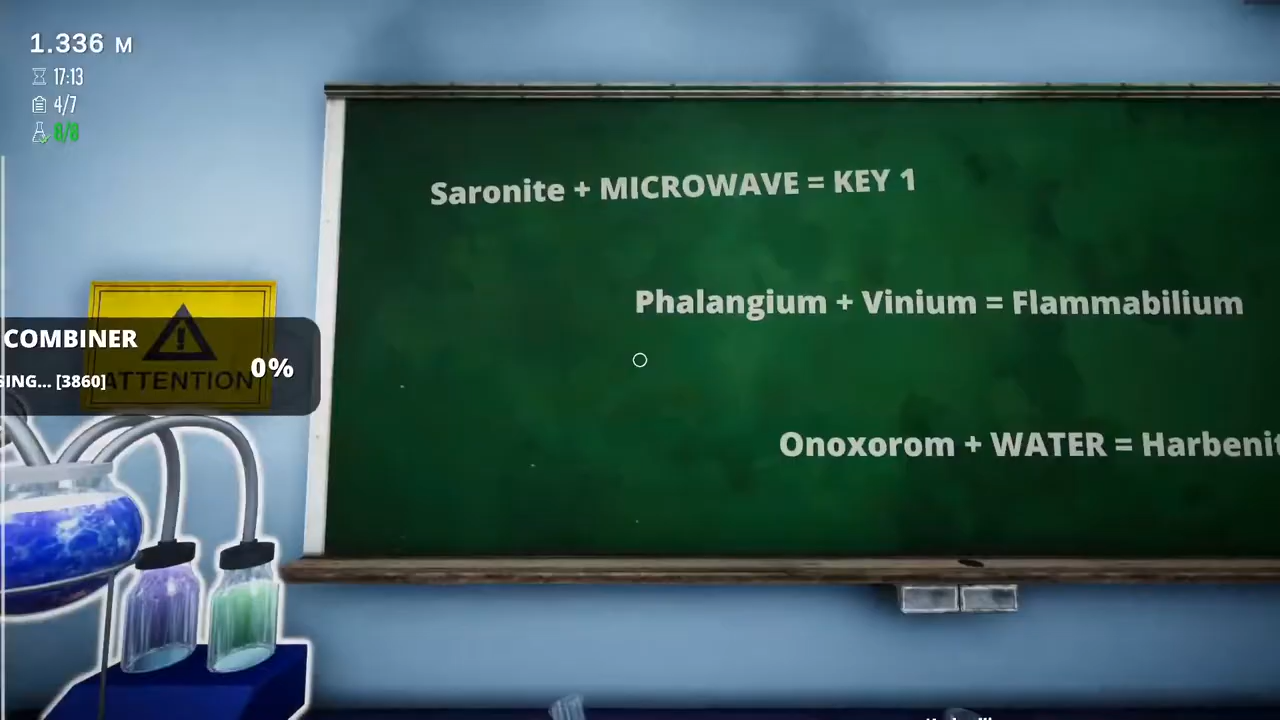 1.336 M
17:13
4/7
8/8
Saronite + MICROWAVE = KEY 1
Phalangium + Vinium = Flammabilium
COMBINER
0%
SING... [3860]
ATTENTION
Onoxorom + WATER = Harbenit